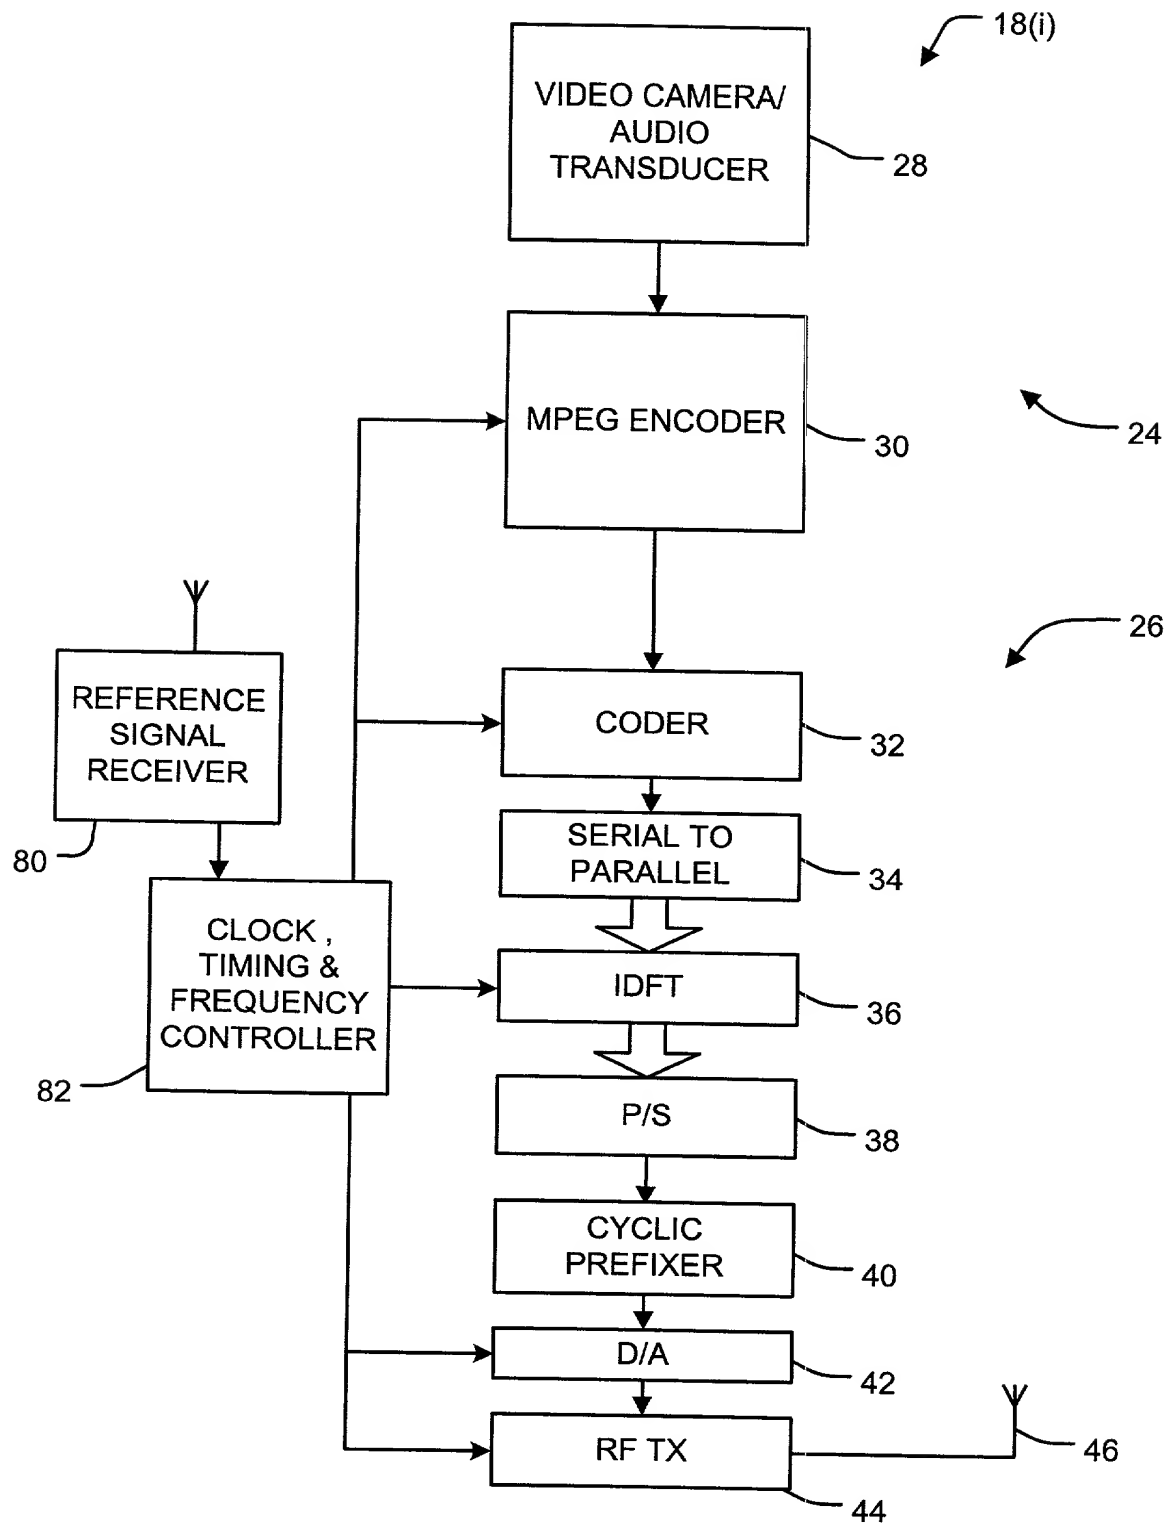 18(i)
VIDEO CAMERA/
AUDIO
TRANSDUCER
28
MPEG ENCODER
30
24
26
REFERENCE
SIGNAL
RECEIVER
80
CODER
32
SERIAL TO
PARALLEL
34
CLOCK ,
TIMING &
FREQUENCY
CONTROLLER
82
IDFT
36
P/S
38
CYCLIC
PREFIXER
40
D/A
42
RF TX
44
46